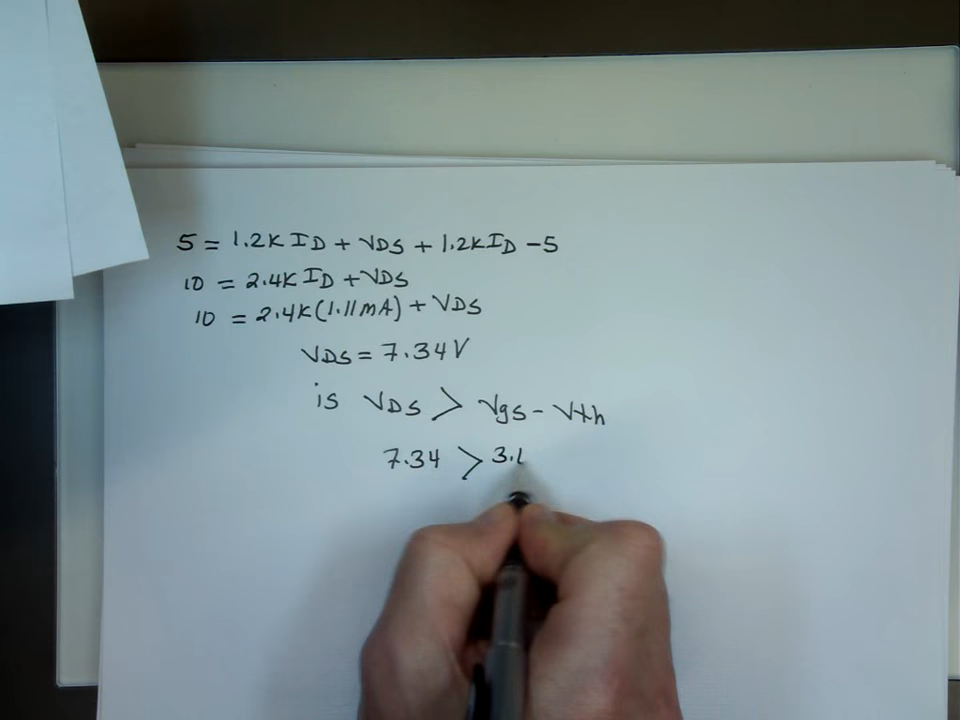 5 = 1.2K ID + VDS + 1.2K ID - 5
10 = 2.4K ID + VDS
10 = 2.4K(1.11MA) + VDS
VDS = 7.34V
is VDS > Vgs - Vth
7.34 > 3.